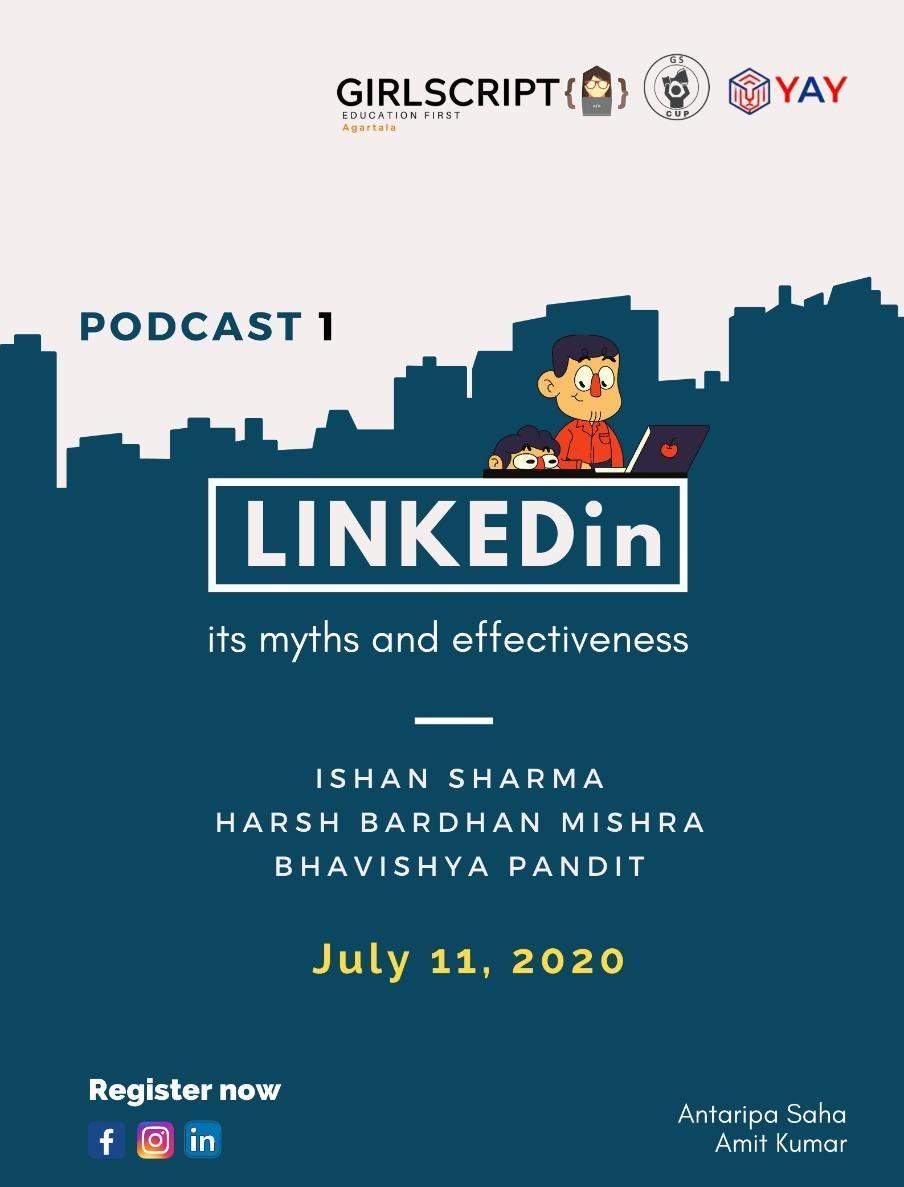 GIRLSCRIPT
EDUCATION FIRST
Agartala
GS
CUP
YAY
PODCAST 1
LINKEDin
its myths and effectiveness
ISHAN SHARMA
HARSH BARDHAN MISHRA
BHAVISHYA PANDIT
July 11, 2020
Register now
f
in
Antaripa Saha
Amit Kumar